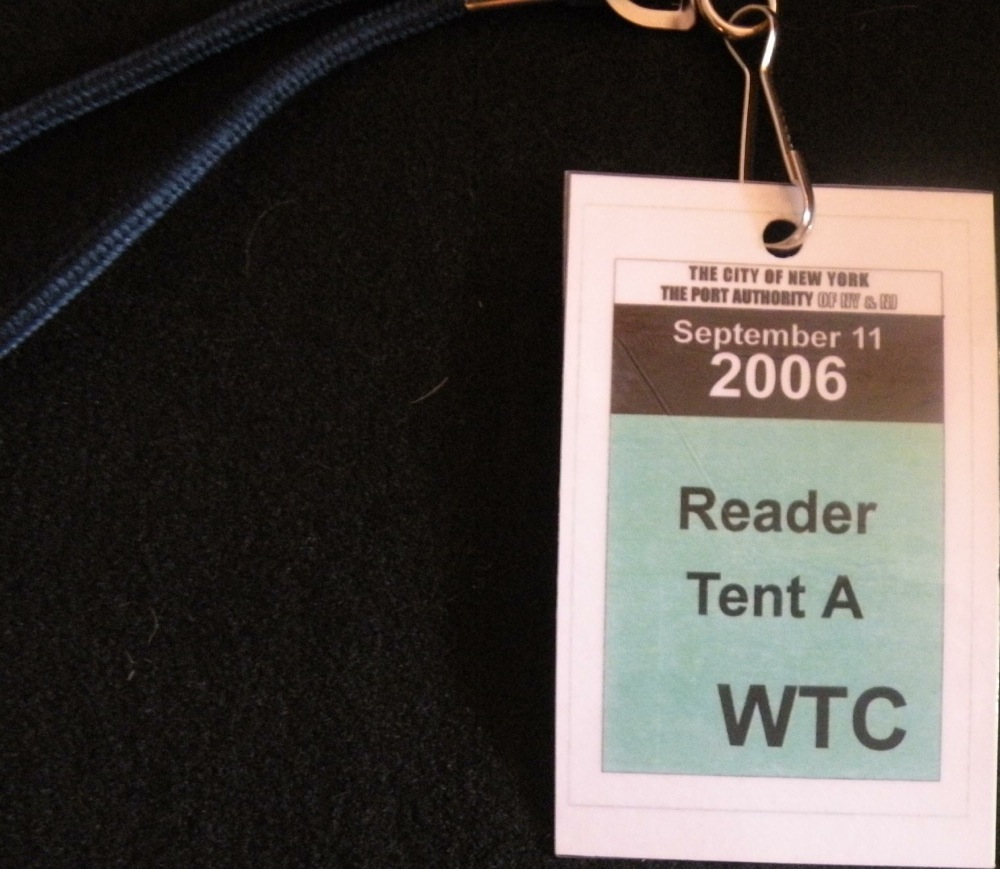 THE CITY OF NEW YORK
THE PORT AUTHORITY OF NY & NJ
September 11
2006
Reader
Tent A
WTC